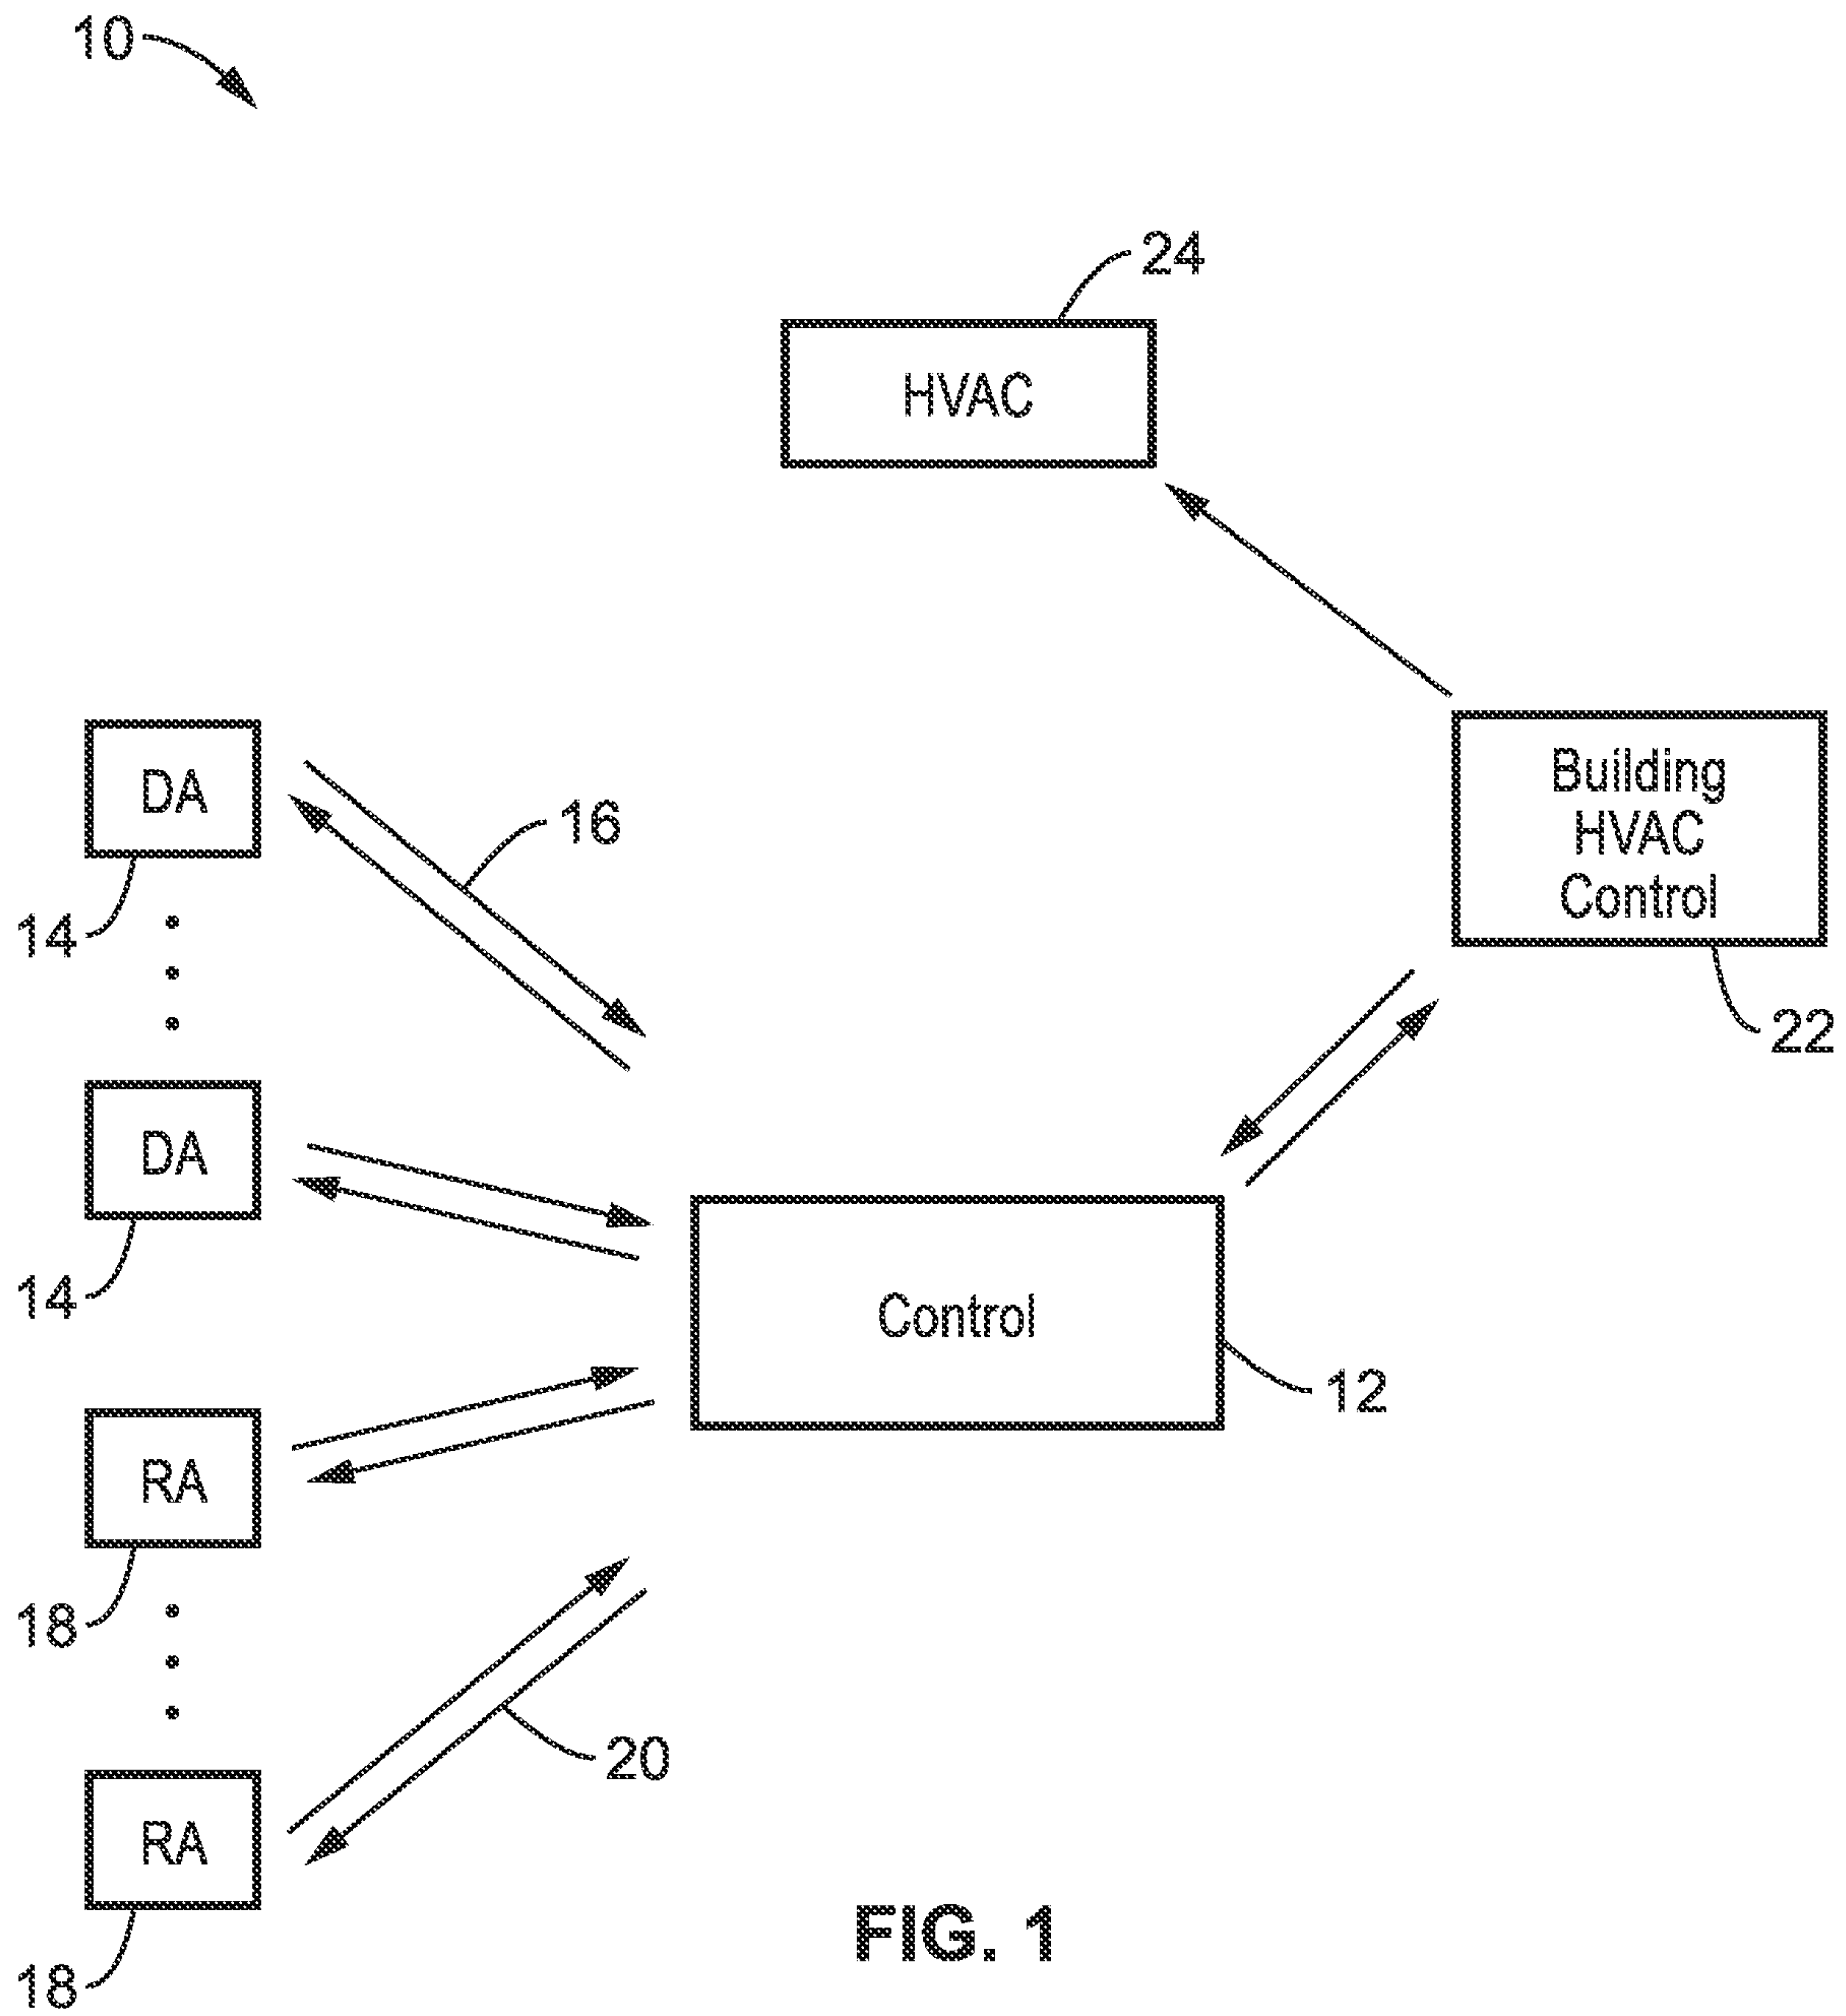 10
24
HVAC
DA
16
Building
HVAC
Control
14
22
DA
14
Control
12
RA
18
20
RA
18
FIG. 1